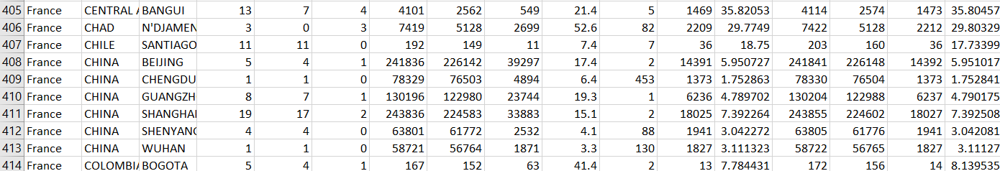 405 France CENTRAL A BANGUI 13 7 4 4101 2562 549 21.4 5 1469 35.82053 4114 2574 1473 35.80457
406 France CHAD N'DJAMEN 3 0 3 7419 5128 2699 52.6 82 2209 29.7749 7422 5128 2212 29.80329
407 France CHILE SANTIAGO 11 11 0 192 149 11 7.4 7 36 18.75 203 160 36 17.73399
408 France CHINA BEIJING 5 4 1 241836 226142 39297 17.4 2 14391 5.950727 241841 226148 14392 5.951017
409 France CHINA CHENGDU 1 1 0 78329 76503 4894 6.4 453 1373 1.752863 78330 76504 1373 1.752841
410 France CHINA GUANGZH 8 7 1 130196 122980 23744 19.3 1 6236 4.789702 130204 122988 6237 4.790175
411 France CHINA SHANGHAI 19 17 2 243836 224583 33883 15.1 2 18025 7.392264 243855 224602 18027 7.392508
412 France CHINA SHENYANG 4 4 0 63801 61772 2532 4.1 88 1941 3.042272 63805 61776 1941 3.042081
413 France CHINA WUHAN 1 1 0 58721 56764 1871 3.3 130 1827 3.111323 58722 56765 1827 3.11127
414 France COLOMBIA BOGOTA 5 4 1 167 152 63 41.4 2 13 7.784431 172 156 14 8.139535